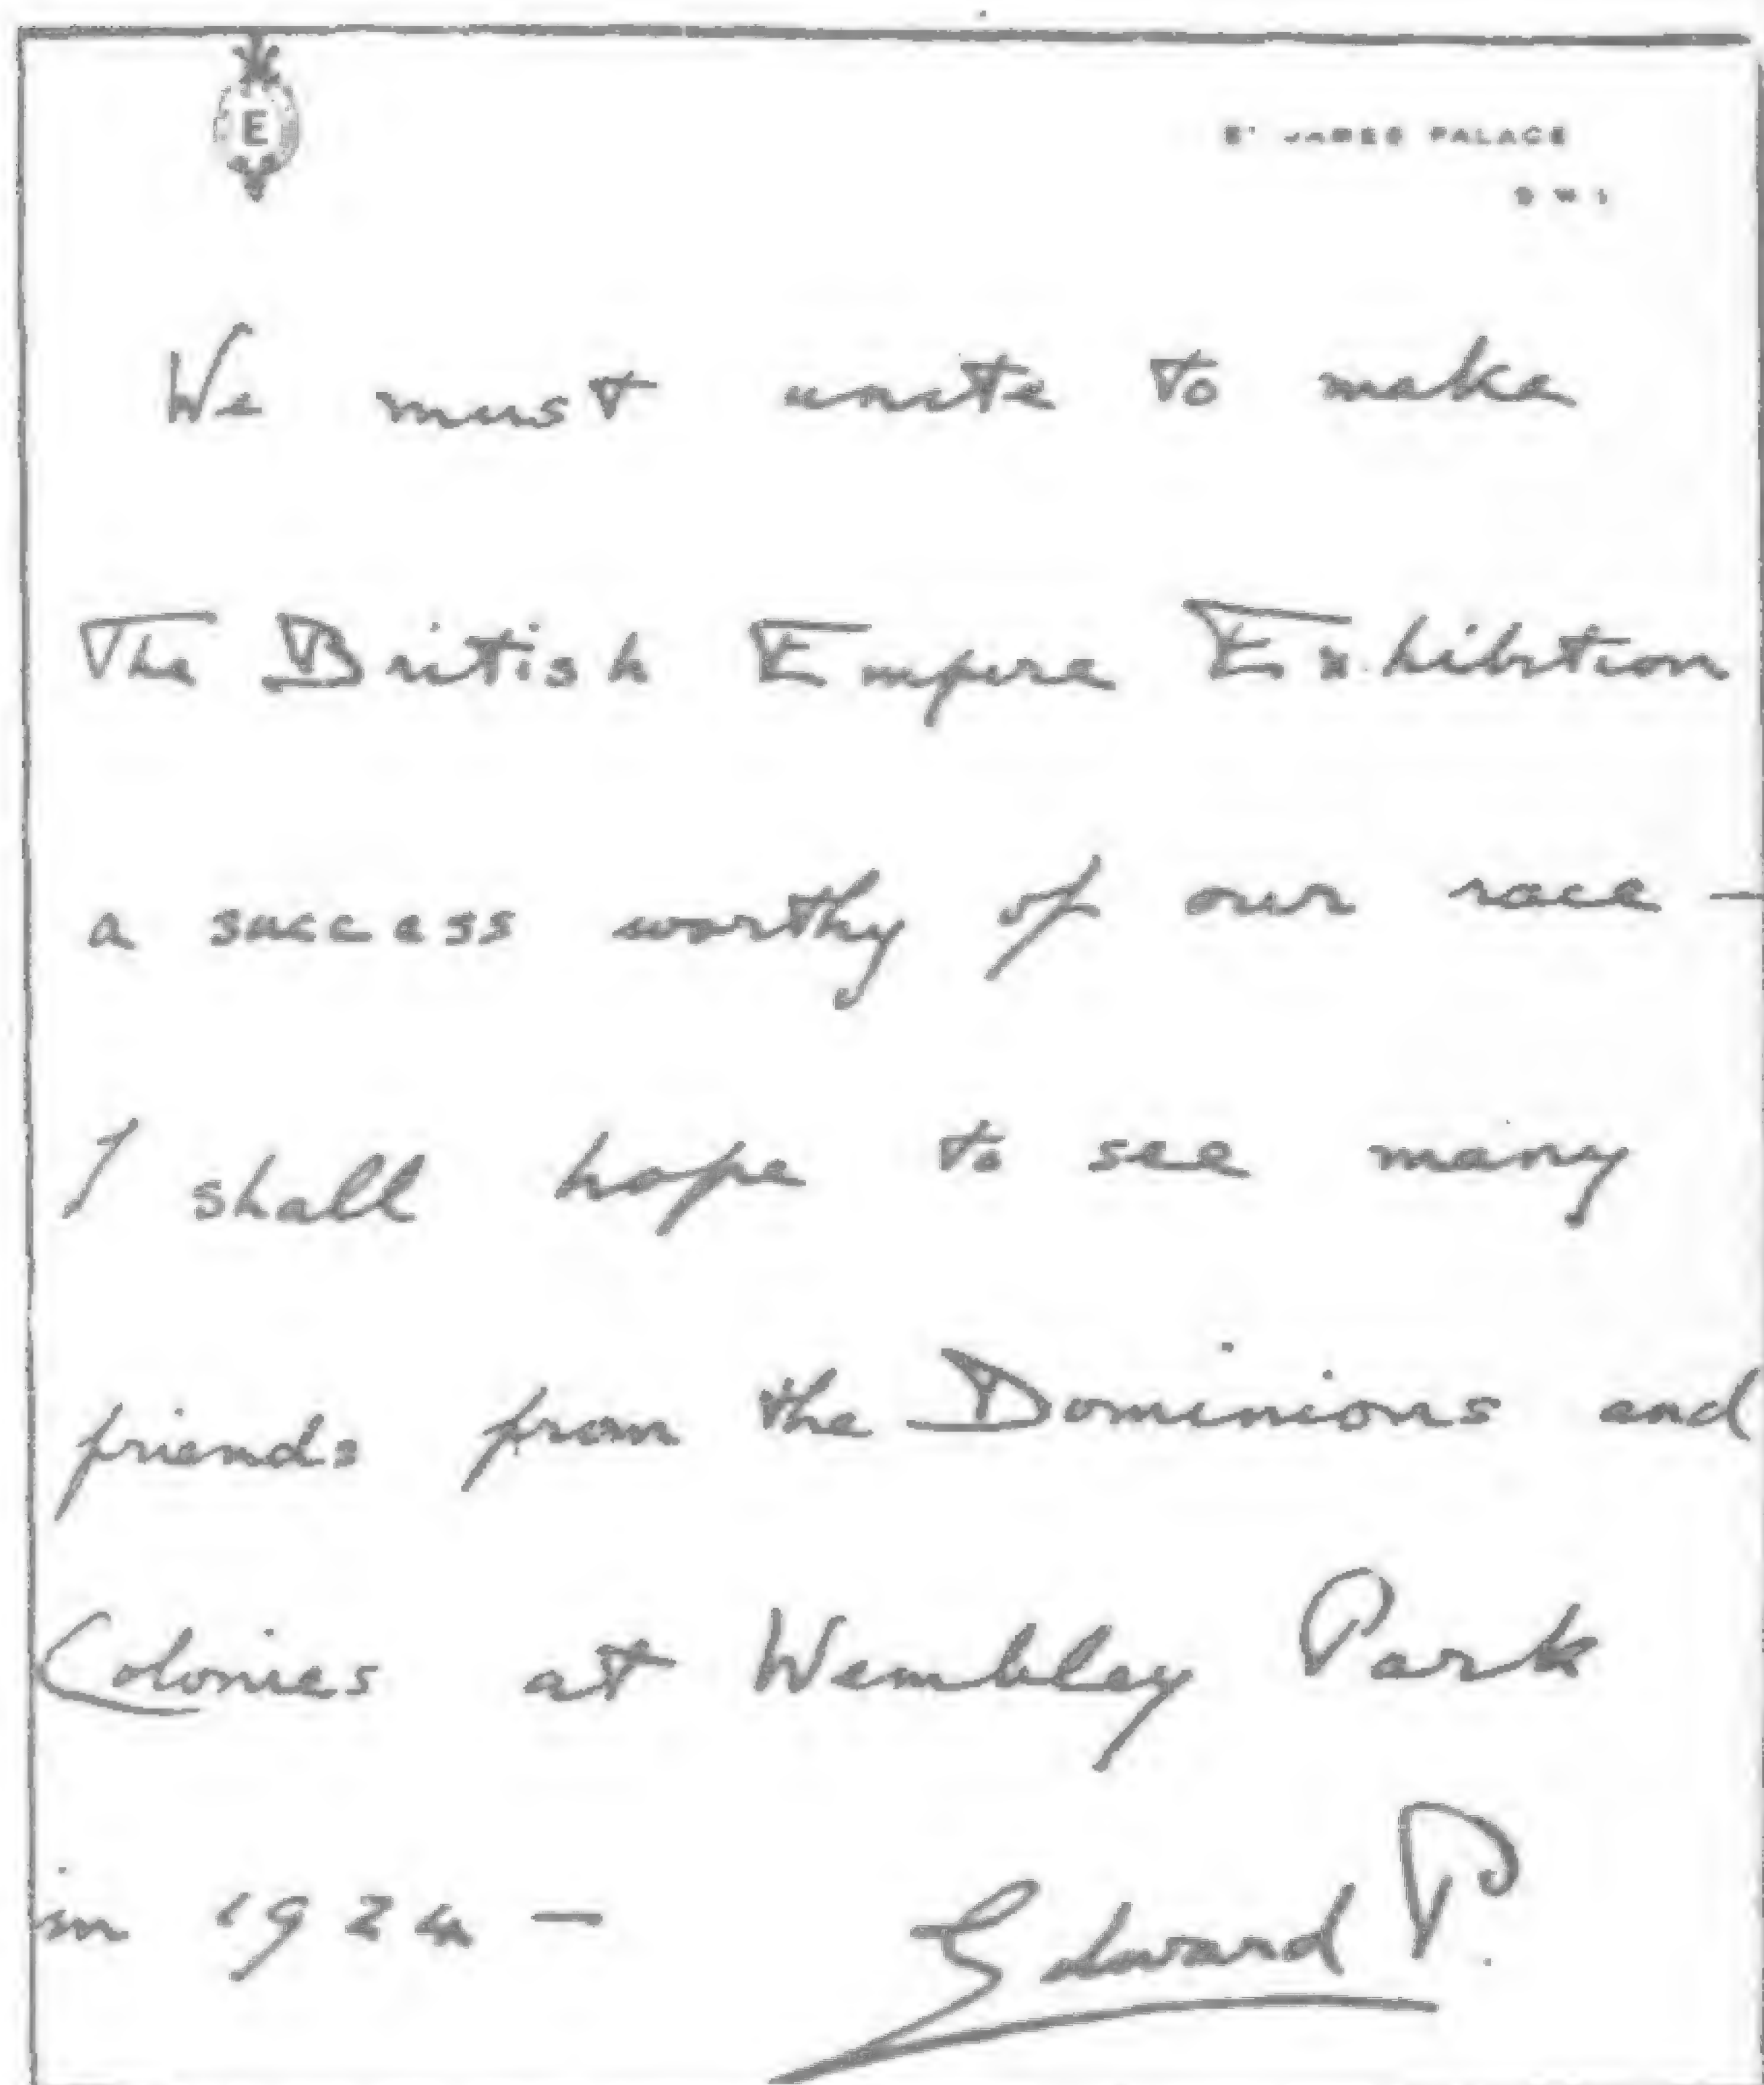 E
S^T JAMES PALACE
S W 1
We must unite to make
The British Empire Exhibition
a success worthy of our race –
I shall hope to see many
friends from the Dominions and
Colonies at Wembley Park
in 1924 –
Edward P.